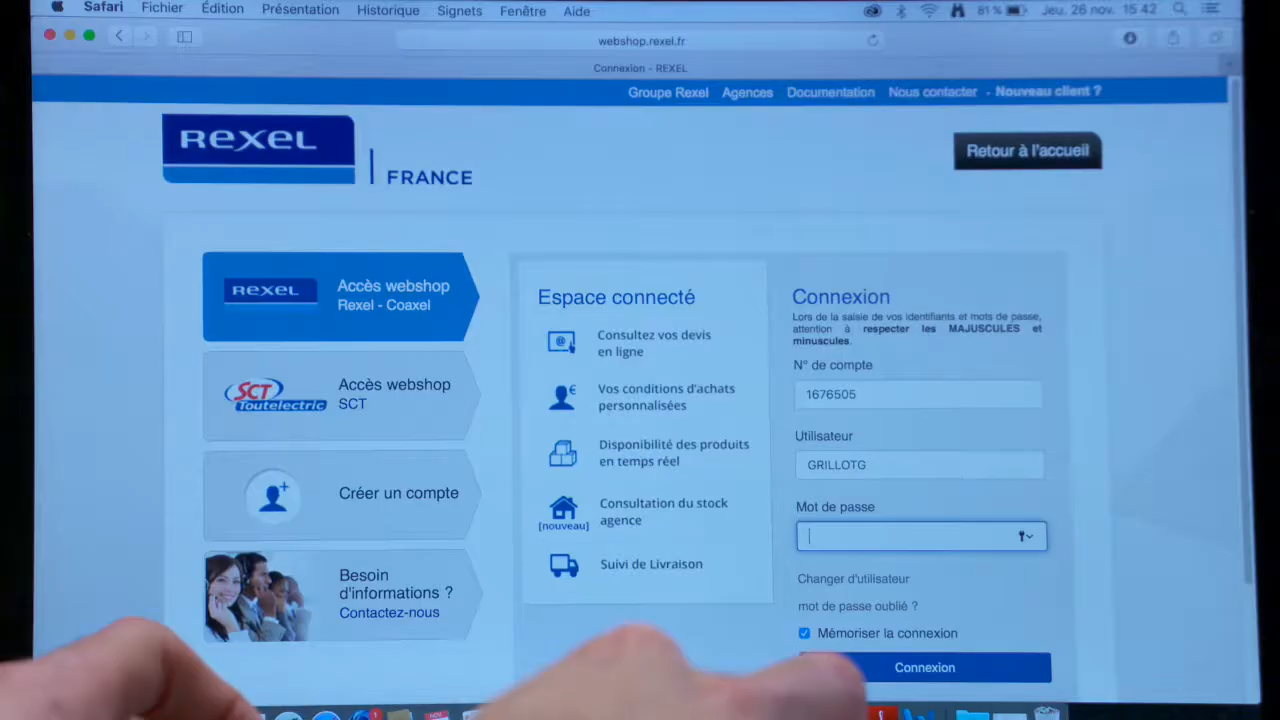 Safari Fichier Édition Présentation Historique Signets Fenêtre Aide
81 % Jeu. 26 nov. 15 42
webshop.rexel.fr
Connexion - REXEL
Groupe Rexel Agences Documentation Nous contacter - Nouveau client ?
REXEL
FRANCE
Retour à l'accueil
REXEL
Accès webshop
Rexel - Coaxel
SCT
Toutelectric
Accès webshop
SCT
Créer un compte
Besoin
d'informations ?
Contactez-nous
Espace connecté
Consultez vos devis
en ligne
Vos conditions d'achats
personnalisées
Disponibilité des produits
en temps réel
[nouveau]
Consultation du stock
agence
Suivi de Livraison
Connexion
Lors de la saisie de vos identifiants et mots de passe,
attention à respecter les MAJUSCULES et
minuscules.
N° de compte
1676505
Utilisateur
GRILLOTG
Mot de passe
Changer d'utilisateur
mot de passe oublié ?
Mémoriser la connexion
Connexion